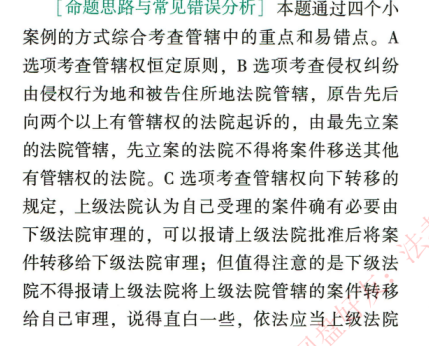 [命题思路与常见错误分析] 本题通过四个小
案例的方式综合考查管辖中的重点和易错点。A
选项考查管辖权恒定原则，B 选项考查侵权纠纷
由侵权行为地和被告住所地法院管辖，原告先后
向两个以上有管辖权的法院起诉的，由最先立案
的法院管辖，先立案的法院不得将案件移送其他
有管辖权的法院。C 选项考查管辖权向下转移的
规定，上级法院认为自己受理的案件确有必要由
下级法院审理的，可以报请上级法院批准后将案
件转移给下级法院审理；但值得注意的是下级法
院不得报请上级法院将上级法院管辖的案件转移
给自己审理，说得直白一些，依法应当上级法院